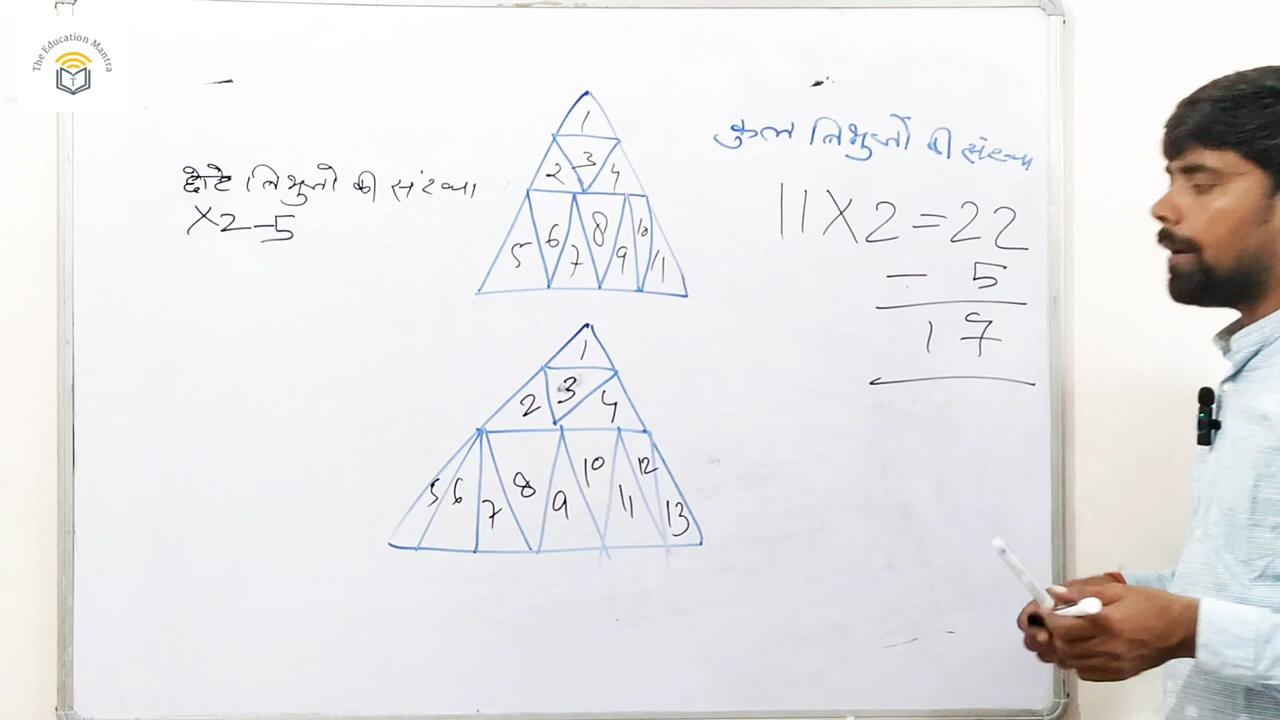 The Education Mantra
T
छोटे त्रिभुजो की संख्या
×2-5
1
2 3 4
5 6 7 8 9 10 11
1
2 3 4
5 6 7 8 9 10 11 12 13
कुल त्रिभुजों की संख्या
11×2=22
- 5
17